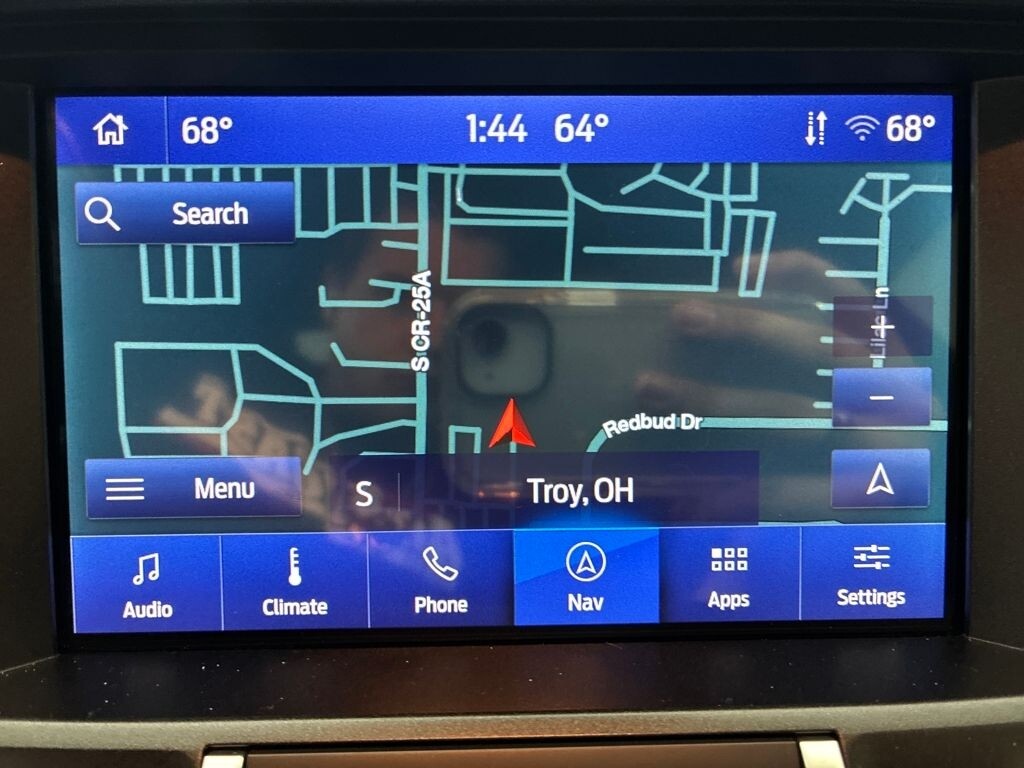 68°
1:44 64°
68°
Search
S CR-25A
Redbud Dr
Menu
S
Troy, OH
Audio
Climate
Phone
Nav
Apps
Settings